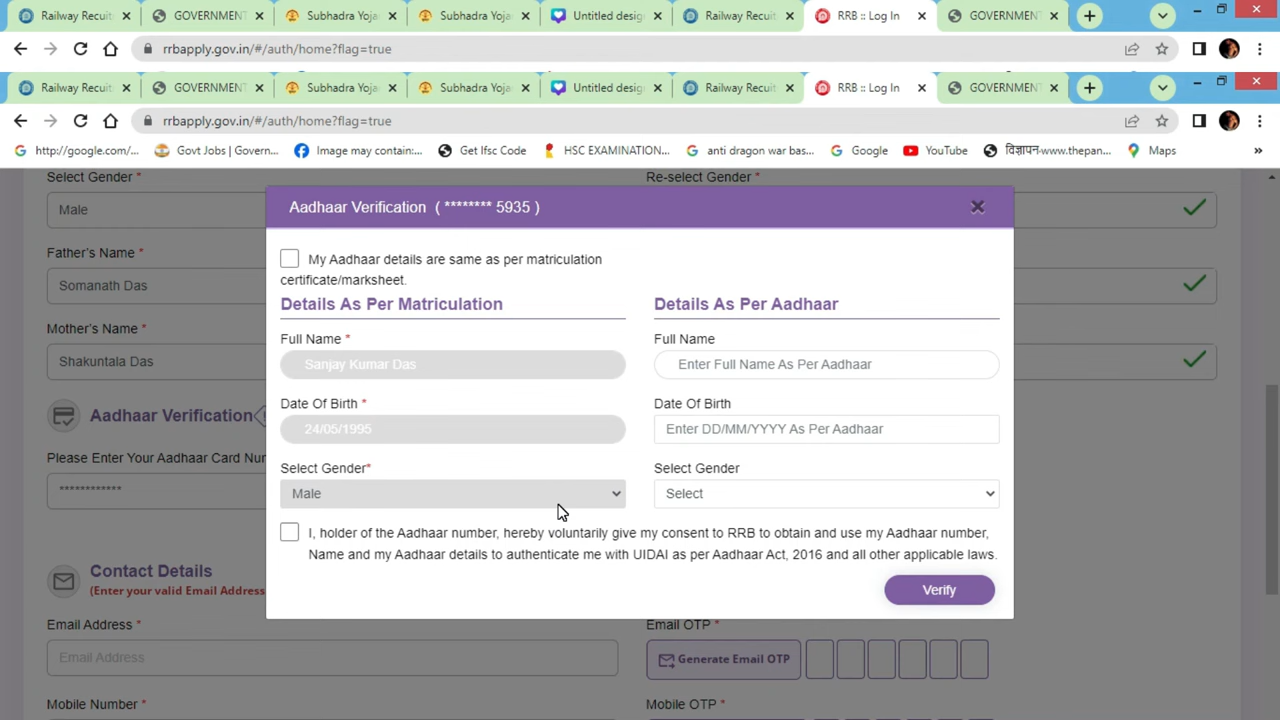 Railway Recuit GOVERNMENT Subhadra Yoja Subhadra Yoja Untitled desig Railway Recuit RRB :: Log In GOVERNMENT
rrbapply.gov.in/#/auth/home?flag=true
Railway Recuit GOVERNMENT Subhadra Yoja Subhadra Yoja Untitled desig Railway Recuit RRB :: Log In GOVERNMENT
rrbapply.gov.in/#/auth/home?flag=true
http://google.com/... Govt Jobs | Govern... Image may contain:... Get Ifsc Code HSC EXAMINATION... anti dragon war bas... Google YouTube विज्ञापन-www.thepan... Maps »
Select Gender * Re-select Gender *
Male
Aadhaar Verification ( ******** 5935 )
Father's Name *
My Aadhaar details are same as per matriculation
certificate/marksheet.
Somanath Das
Details As Per Matriculation Details As Per Aadhaar
Mother's Name *
Full Name * Full Name
Shakuntala Das
Sanjay Kumar Das Enter Full Name As Per Aadhaar
Date Of Birth * Date Of Birth
Aadhaar Verification
24/05/1995 Enter DD/MM/YYYY As Per Aadhaar
Please Enter Your Aadhaar Card Num
Select Gender* Select Gender
************
Male Select
I, holder of the Aadhaar number, hereby voluntarily give my consent to RRB to obtain and use my Aadhaar number,
Name and my Aadhaar details to authenticate me with UIDAI as per Aadhaar Act, 2016 and all other applicable laws.
Verify
Contact Details
(Enter your valid Email Address
Email Address * Email OTP *
Email Address Generate Email OTP
Mobile Number * Mobile OTP *